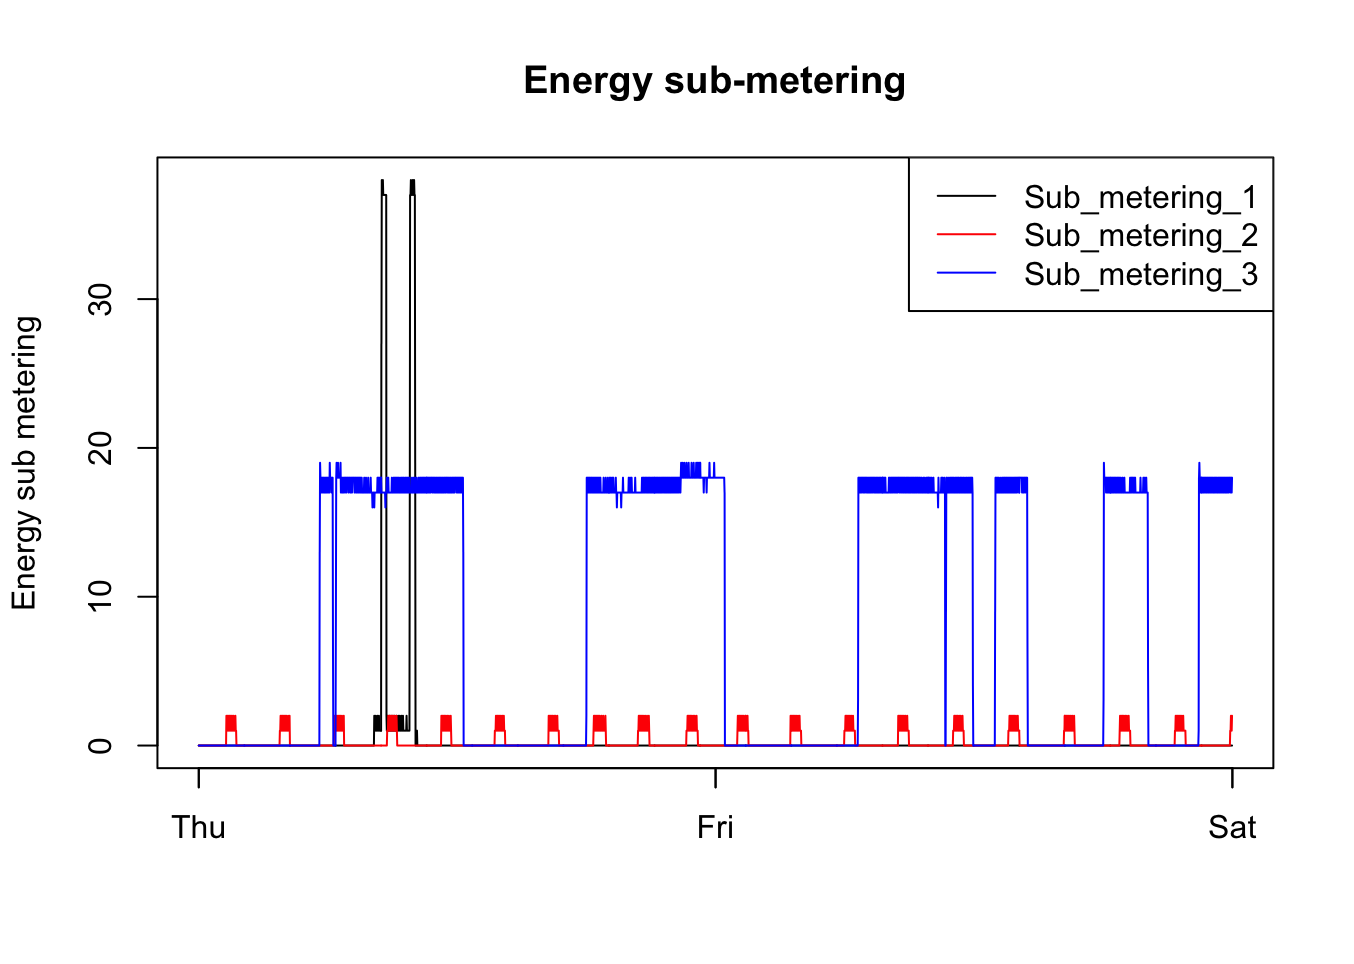 Energy sub-metering
Sub_metering_1
Sub_metering_2
Sub_metering_3
Energy sub metering
30
20
10
0
Thu Fri Sat